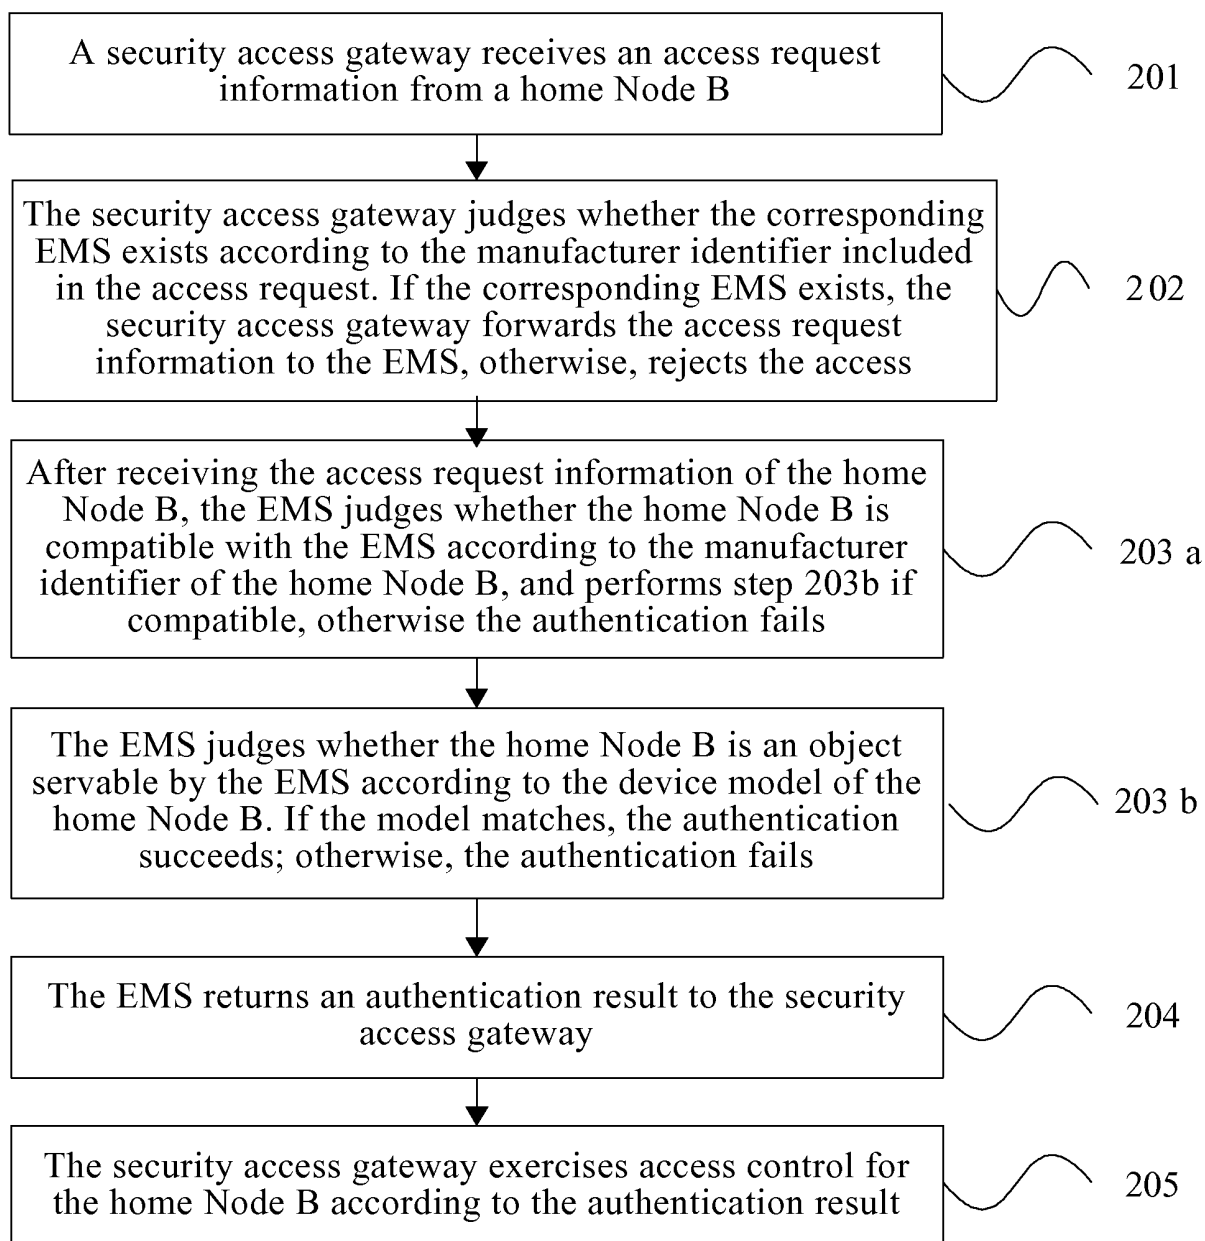 A security access gateway receives an access request
information from a home Node B
201
The security access gateway judges whether the corresponding
EMS exists according to the manufacturer identifier included
in the access request. If the corresponding EMS exists, the
security access gateway forwards the access request
information to the EMS, otherwise, rejects the access
202
After receiving the access request information of the home
Node B, the EMS judges whether the home Node B is
compatible with the EMS according to the manufacturer
identifier of the home Node B, and performs step 203b if
compatible, otherwise the authentication fails
203 a
The EMS judges whether the home Node B is an object
servable by the EMS according to the device model of the
home Node B. If the model matches, the authentication
succeeds; otherwise, the authentication fails
203 b
The EMS returns an authentication result to the security
access gateway
204
The security access gateway exercises access control for
the home Node B according to the authentication result
205